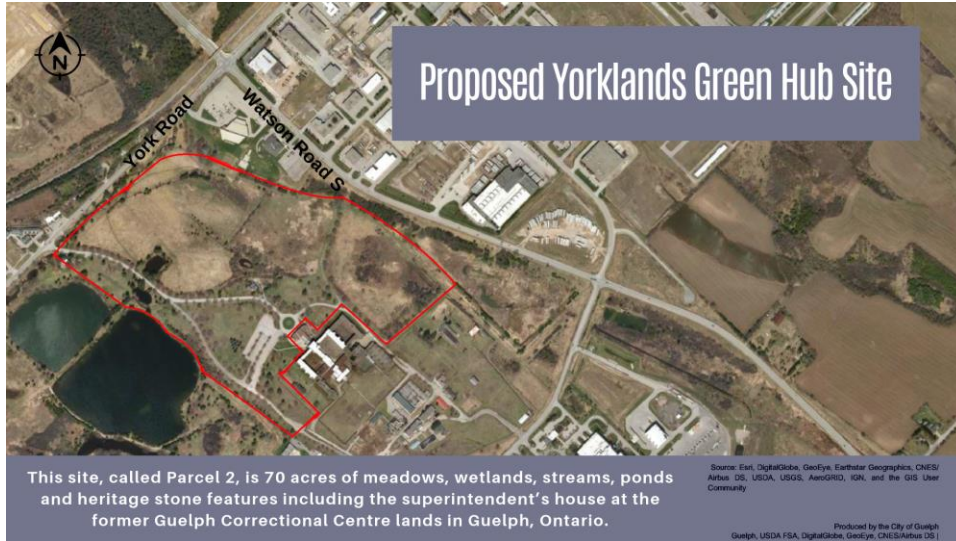 Proposed Yorklands Green Hub Site
N
York Road
Watson Road S
This site, called Parcel 2, is 70 acres of meadows, wetlands, streams, ponds
and heritage stone features including the superintendent's house at the
former Guelph Correctional Centre lands in Guelph, Ontario.
Source: Esri, DigitalGlobe, GeoEye, Earthstar Geographics, CNES/
Airbus DS, USDA, USGS, AeroGRID, IGN, and the GIS User
Community
Produced by the City of Guelph
Guelph, USDA FSA, DigitalGlobe, GeoEye, CNES/Airbus DS |